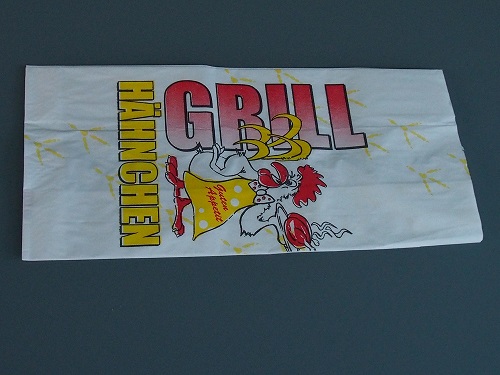 GRILL
HÄHNCHEN
Guten
Appetit